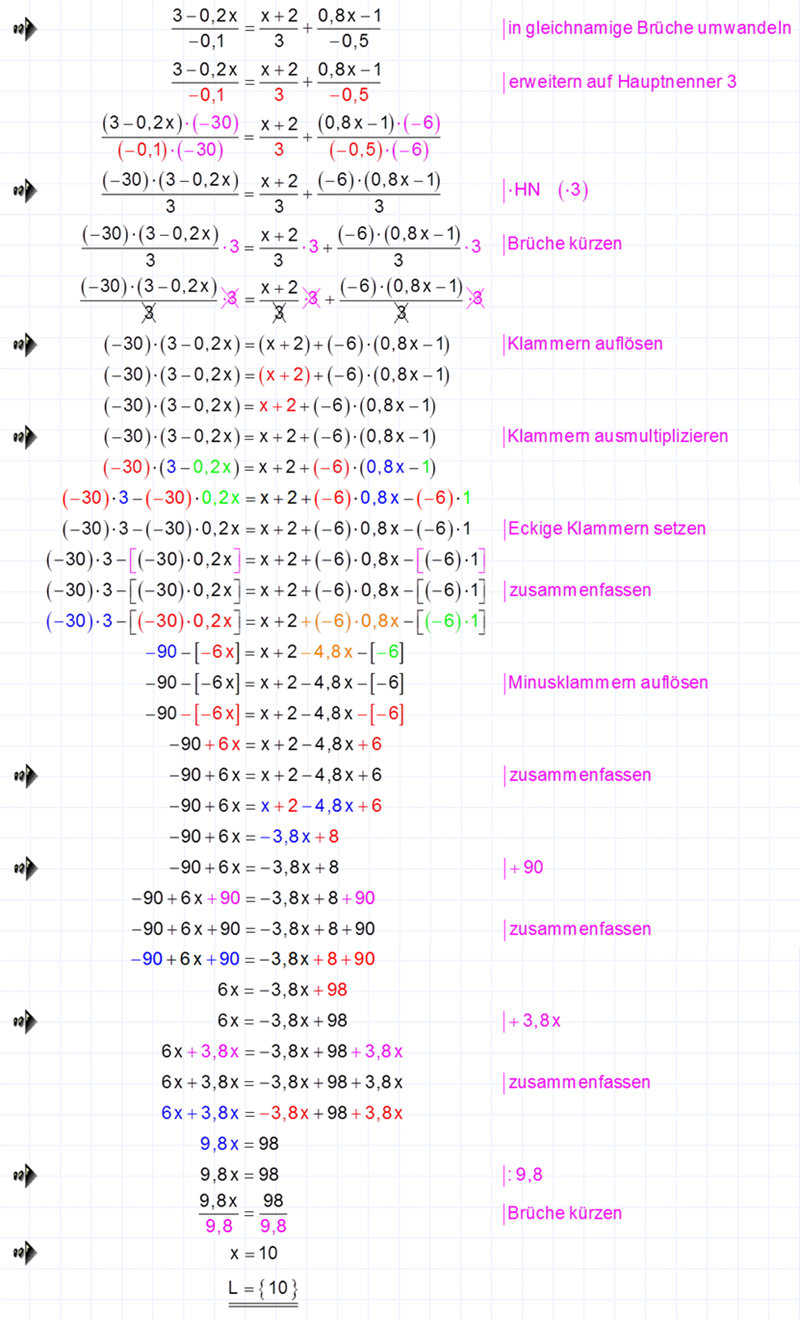 (3−0,2x)/(−0,1) = (x+2)/3 + (0,8x−1)/(−0,5) |in gleichnamige Brüche umwandeln
(3−0,2x)/(−0,1) = (x+2)/3 + (0,8x−1)/(−0,5) |erweitern auf Hauptnenner 3
((3−0,2x)·(−30))/((−0,1)·(−30)) = (x+2)/3 + ((0,8x−1)·(−6))/((−0,5)·(−6))
((−30)·(3−0,2x))/3 = (x+2)/3 + ((−6)·(0,8x−1))/3 |·HN (·3)
((−30)·(3−0,2x))/3 ·3 = (x+2)/3 ·3 + ((−6)·(0,8x−1))/3 ·3 |Brüche kürzen
((−30)·(3−0,2x))/3 ·3 = (x+2)/3 ·3 + ((−6)·(0,8x−1))/3 ·3
(−30)·(3−0,2x) = (x+2)+(−6)·(0,8x−1) |Klammern auflösen
(−30)·(3−0,2x) = (x+2)+(−6)·(0,8x−1)
(−30)·(3−0,2x) = x+2+(−6)·(0,8x−1)
(−30)·(3−0,2x) = x+2+(−6)·(0,8x−1) |Klammern ausmultiplizieren
(−30)·(3−0,2x) = x+2+(−6)·(0,8x−1)
(−30)·3−(−30)·0,2x = x+2+(−6)·0,8x−(−6)·1
(−30)·3−(−30)·0,2x = x+2+(−6)·0,8x−(−6)·1 |Eckige Klammern setzen
(−30)·3−[(−30)·0,2x] = x+2+(−6)·0,8x−[(−6)·1]
(−30)·3−[(−30)·0,2x] = x+2+(−6)·0,8x−[(−6)·1] |zusammenfassen
(−30)·3−[(−30)·0,2x] = x+2+(−6)·0,8x−[(−6)·1]
−90−[−6x] = x+2−4,8x−[−6]
−90−[−6x] = x+2−4,8x−[−6] |Minusklammern auflösen
−90−[−6x] = x+2−4,8x−[−6]
−90+6x = x+2−4,8x+6
−90+6x = x+2−4,8x+6 |zusammenfassen
−90+6x = x+2−4,8x+6
−90+6x = −3,8x+8
−90+6x = −3,8x+8 |+90
−90+6x+90 = −3,8x+8+90
−90+6x+90 = −3,8x+8+90 |zusammenfassen
−90+6x+90 = −3,8x+8+90
6x = −3,8x+98
6x = −3,8x+98 |+3,8x
6x+3,8x = −3,8x+98+3,8x
6x+3,8x = −3,8x+98+3,8x |zusammenfassen
6x+3,8x = −3,8x+98+3,8x
9,8x = 98
9,8x = 98 |:9,8
9,8x/9,8 = 98/9,8 |Brüche kürzen
x = 10
L = {10}